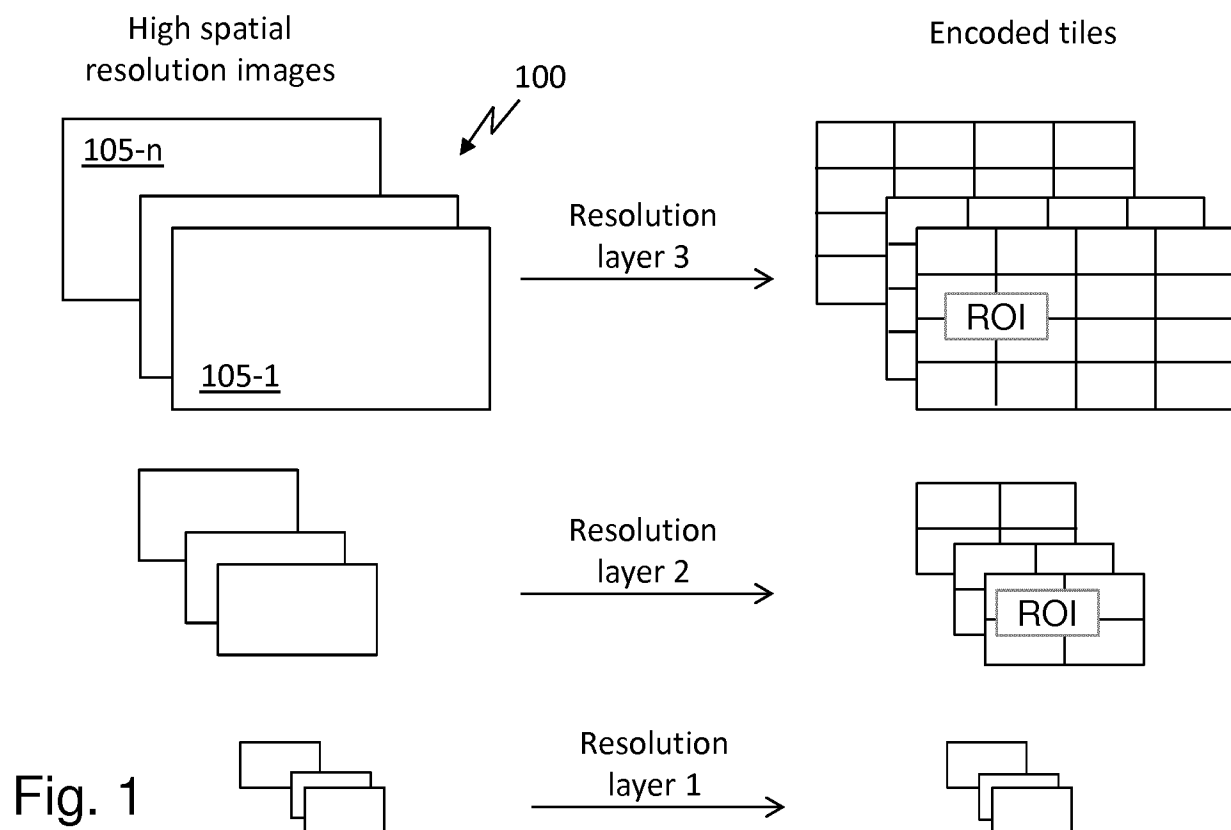 High spatial
resolution images
Encoded tiles
100
105-n
Resolution
layer 3
ROI
105-1
Resolution
layer 2
ROI
Resolution
layer 1
Fig. 1